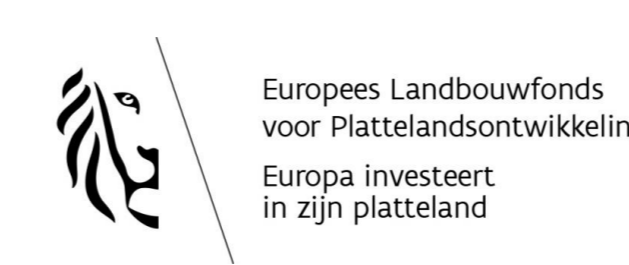 Europees Landbouwfonds
voor Plattelandsontwikkelin
Europa investeert
in zijn platteland